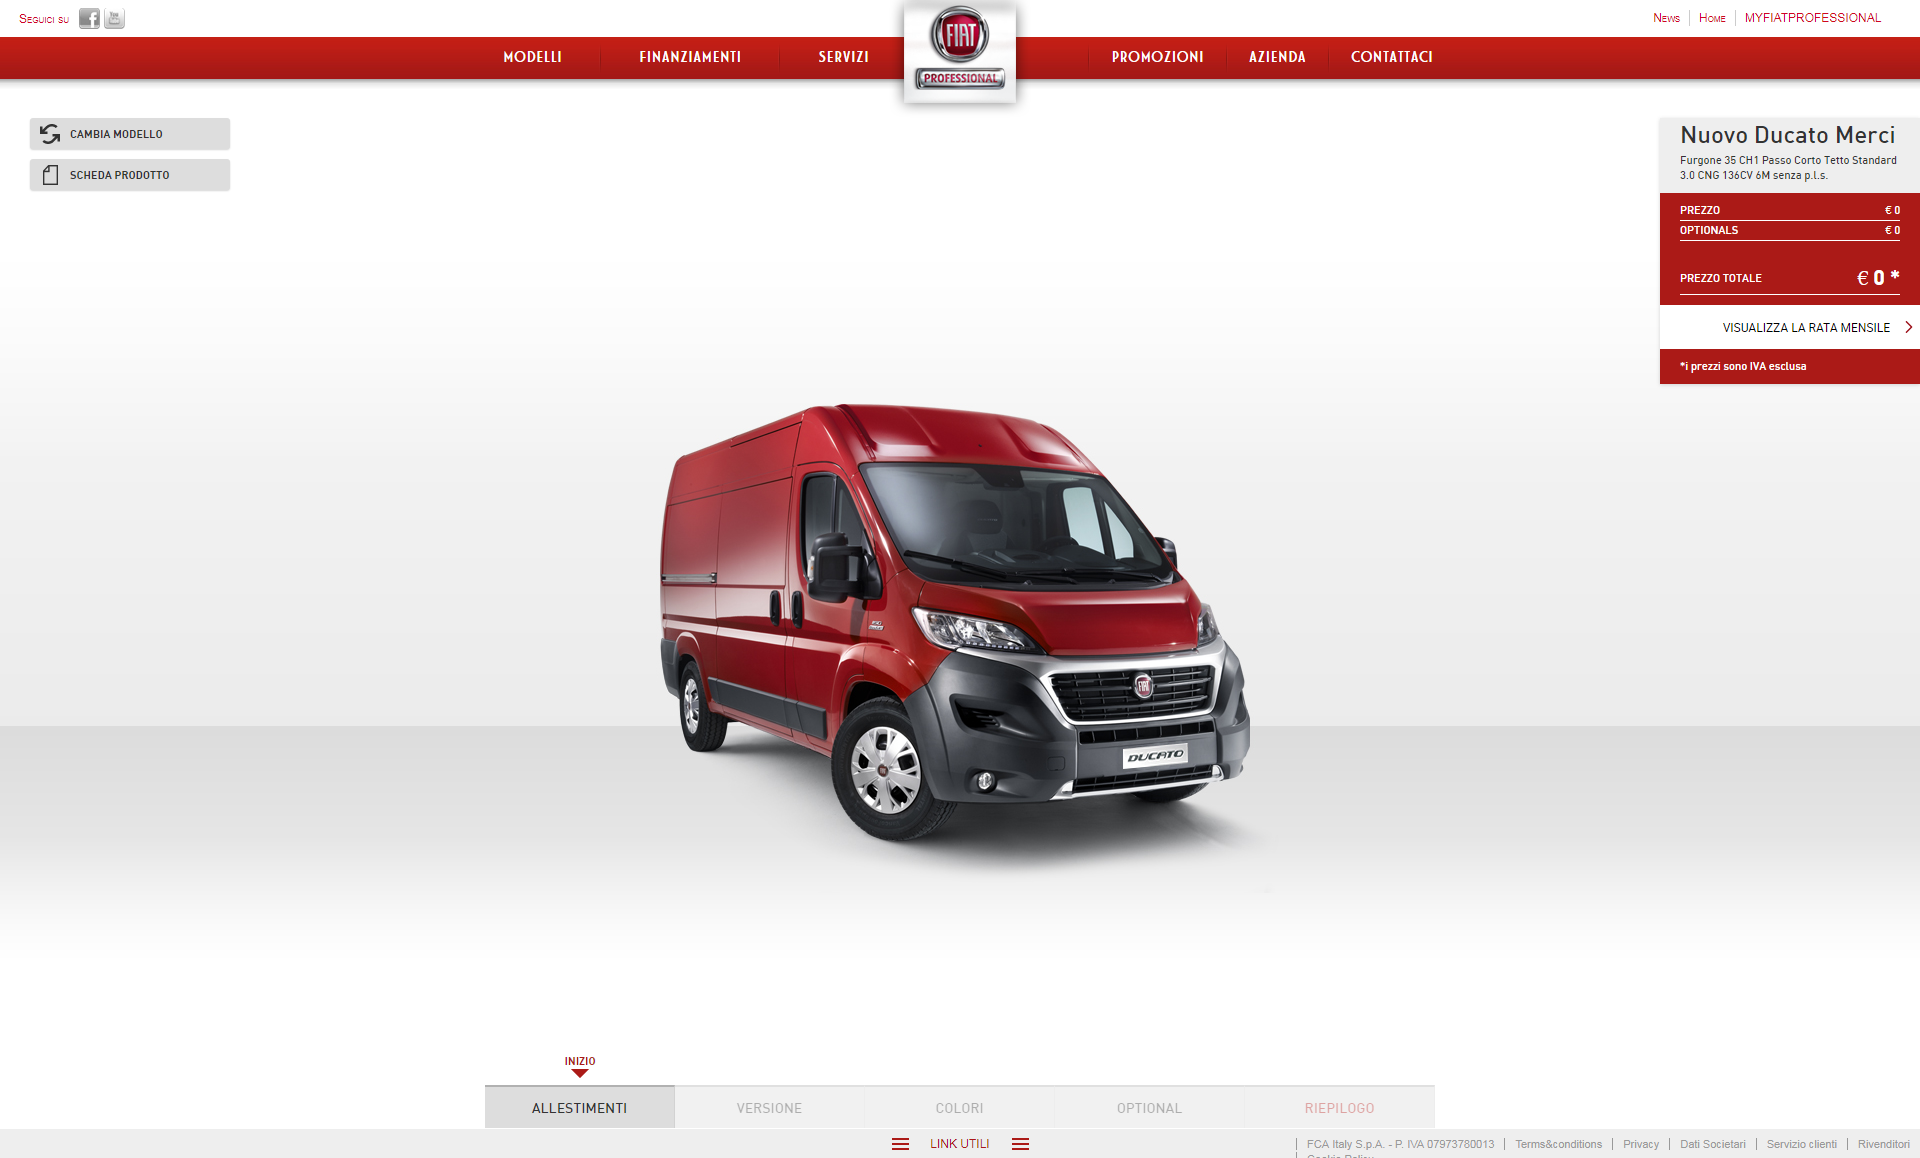 Seguici su
News
Home
MYFIATPROFESSIONAL
MODELLI
FINANZIAMENTI
SERVIZI
FIAT
PROFESSIONAL
PROMOZIONI
AZIENDA
CONTATTACI
CAMBIA MODELLO
SCHEDA PRODOTTO
Nuovo Ducato Merci
Furgone 35 CH1 Passo Corto Tetto Standard
3.0 CNG 136CV 6M senza p.l.s.
PREZZO € 0
OPTIONALS € 0
PREZZO TOTALE € 0 *
VISUALIZZA LA RATA MENSILE
*i prezzi sono IVA esclusa
FIAT
DUCATO
INIZIO
ALLESTIMENTI
VERSIONE
COLORI
OPTIONAL
RIEPILOGO
LINK UTILI
FCA Italy S.p.A. - P. IVA 07973780013
Terms&conditions
Privacy
Dati Societari
Servizio clienti
Rivenditori
Cookie Policy